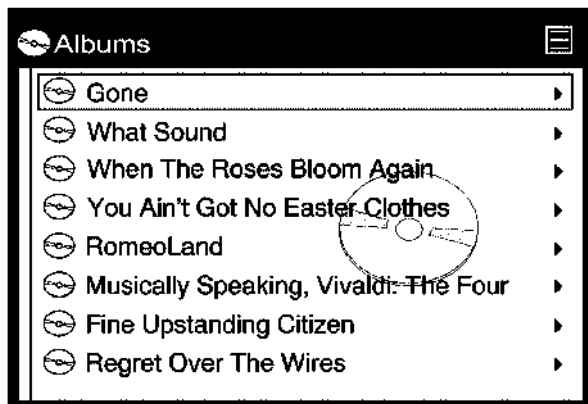 Albums
Gone
What Sound
When The Roses Bloom Again
You Ain't Got No Easter Clothes
RomeoLand
Musically Speaking, Vivaldi: The Four
Fine Upstanding Citizen
Regret Over The Wires